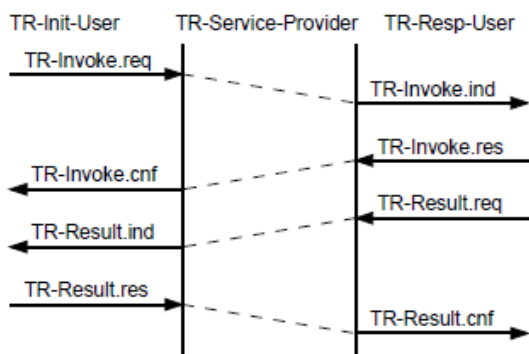 TR-Init-User TR-Service-Provider TR-Resp-User
TR-Invoke.req
TR-Invoke.ind
TR-Invoke.res
TR-Invoke.cnf
TR-Result.req
TR-Result.ind
TR-Result.res
TR-Result.cnf